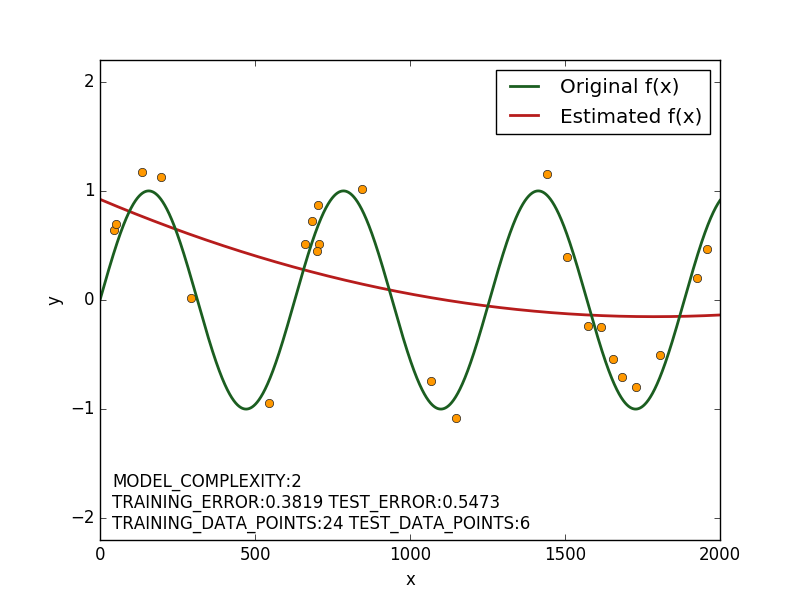 Original f(x)
Estimated f(x)
2
1
0
−1
−2
y
MODEL_COMPLEXITY:2
TRAINING_ERROR:0.3819 TEST_ERROR:0.5473
TRAINING_DATA_POINTS:24 TEST_DATA_POINTS:6
0 500 1000 1500 2000
x